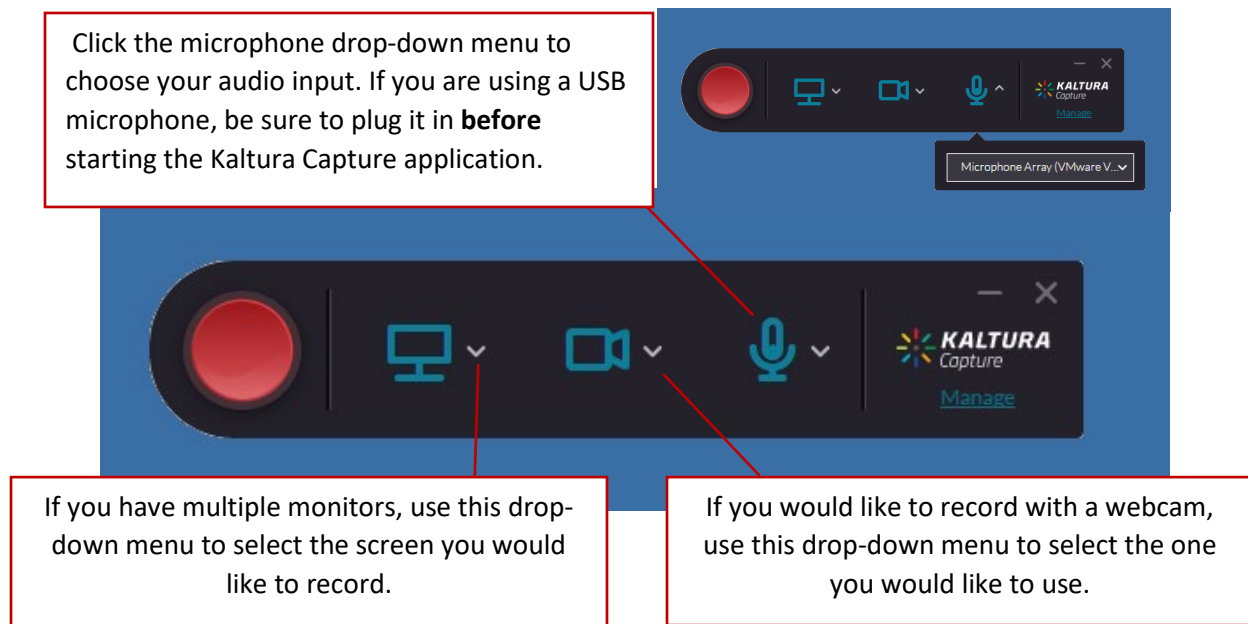 Click the microphone drop-down menu to
choose your audio input. If you are using a USB
microphone, be sure to plug it in before
starting the Kaltura Capture application.
KALTURA
Capture
Manage
Microphone Array (VMware V...
KALTURA
Capture
Manage
If you have multiple monitors, use this drop-
down menu to select the screen you would
like to record.
If you would like to record with a webcam,
use this drop-down menu to select the one
you would like to use.